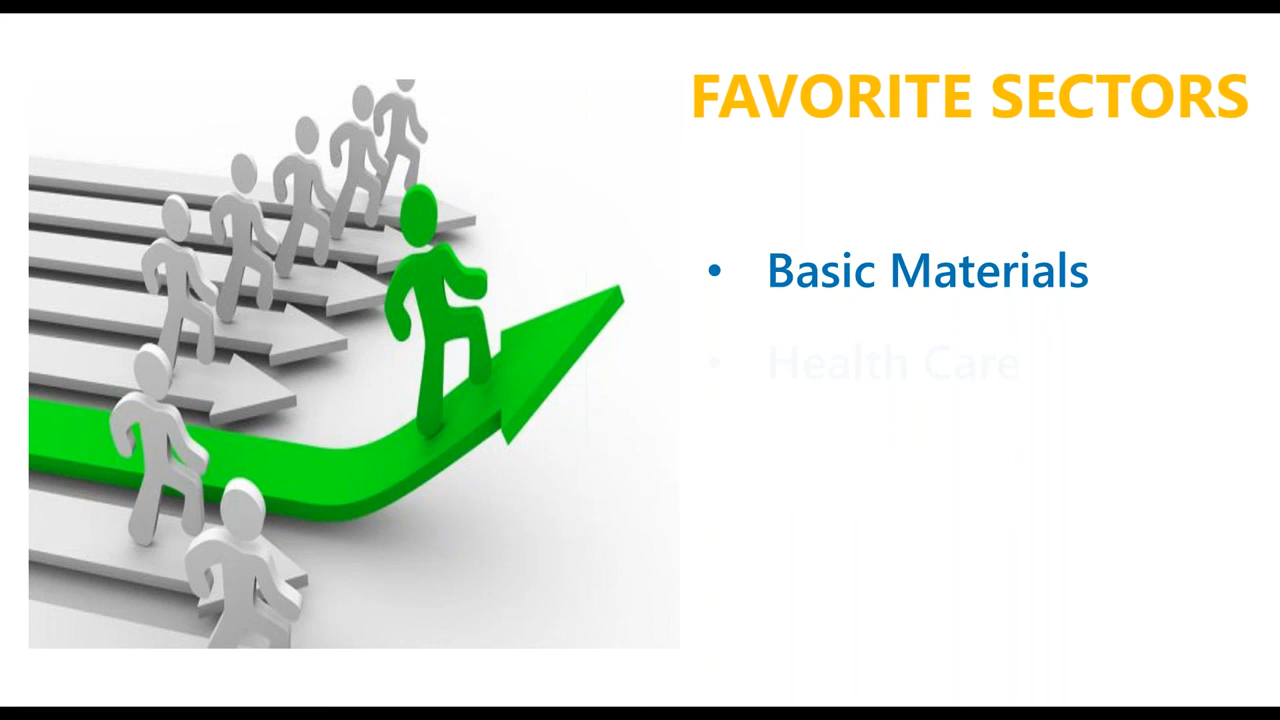 FAVORITE SECTORS
• Basic Materials
• Health Care